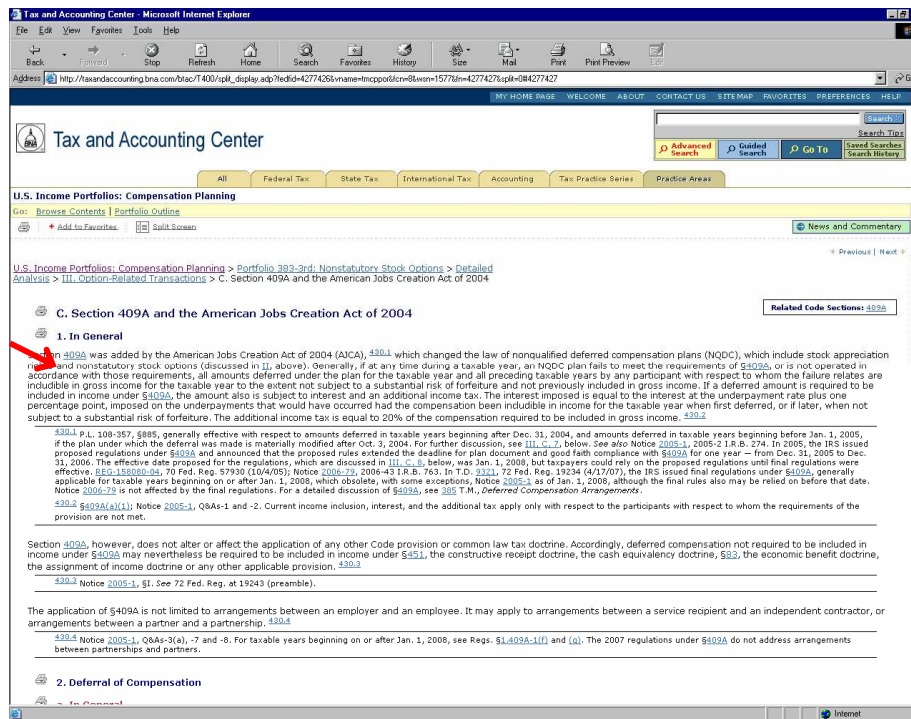 Tax and Accounting Center - Microsoft Internet Explorer
File Edit View Favorites Tools Help
Back Forward Stop Refresh Home Search Favorites History Size Mail Print Print Preview Edit
Address http://taxandaccounting.bna.com/btac/T400/split_display.adp?fedfid=4277426&vname=tmcppor&fcn=8&wsn=1577&fn=4277427&split=0#4277427
MY HOME PAGE WELCOME ABOUT CONTACT US SITE MAP FAVORITES PREFERENCES HELP
BNA Tax and Accounting Center
Search
Search Tips
Advanced Search Guided Search Go To Saved Searches Search History
All Federal Tax State Tax International Tax Accounting Tax Practice Series Practice Areas
U.S. Income Portfolios: Compensation Planning
Go: Browse Contents | Portfolio Outline
Add to Favorites Split Screen News and Commentary
Previous | Next
U.S. Income Portfolios: Compensation Planning > Portfolio 383-3rd: Nonstatutory Stock Options > Detailed
Analysis > III. Option-Related Transactions > C. Section 409A and the American Jobs Creation Act of 2004
Related Code Sections: 409A
C. Section 409A and the American Jobs Creation Act of 2004
1. In General
409A was added by the American Jobs Creation Act of 2004 (AJCA), 430.1 which changed the law of nonqualified deferred compensation plans (NQDC), which include stock appreciation
and nonstatutory stock options (discussed in II, above). Generally, if at any time during a taxable year, an NQDC plan fails to meet the requirements of §409A, or is not operated in
accordance with those requirements, all amounts deferred under the plan for the taxable year and all preceding taxable years by any participant with respect to whom the failure relates are
includible in gross income for the taxable year to the extent not subject to a substantial risk of forfeiture and not previously included in gross income. If a deferred amount is required to be
included in income under §409A, the amount also is subject to interest and an additional income tax. The interest imposed is equal to the interest at the underpayment rate plus one
percentage point, imposed on the underpayments that would have occurred had the compensation been includible in income for the taxable year when first deferred, or if later, when not
subject to a substantial risk of forfeiture. The additional income tax is equal to 20% of the compensation required to be included in gross income. 430.2
430.1 P.L. 108-357, §885, generally effective with respect to amounts deferred in taxable years beginning after Dec. 31, 2004, and amounts deferred in taxable years beginning before Jan. 1, 2005,
if the plan under which the deferral was made is materially modified after Oct. 3, 2004. For further discussion, see III, C, 7, below. See also Notice 2005-1, 2005-2 I.R.B. 274. In 2005, the IRS issued
proposed regulations under §409A and announced that the proposed rules extended the deadline for plan document and good faith compliance with §409A for one year — from Dec. 31, 2005 to Dec.
31, 2006. The effective date proposed for the regulations, which are discussed in III, C, 8, below, was Jan. 1, 2008, but taxpayers could rely on the proposed regulations until final regulations were
effective. REG-158080-04, 70 Fed. Reg. 57930 (10/4/05); Notice 2006-79, 2006-43 I.R.B. 763. In T.D. 9321, 72 Fed. Reg. 19234 (4/17/07), the IRS issued final regulations under §409A, generally
applicable for taxable years beginning on or after Jan. 1, 2008, which obsolete, with some exceptions, Notice 2005-1 as of Jan. 1, 2008, although the final rules also may be relied on before that date.
Notice 2006-79 is not affected by the final regulations. For a detailed discussion of §409A, see 385 T.M., Deferred Compensation Arrangements.
430.2 §409A(a)(1); Notice 2005-1, Q&As-1 and -2. Current income inclusion, interest, and the additional tax apply only with respect to the participants with respect to whom the requirements of the
provision are not met.
Section 409A, however, does not alter or affect the application of any other Code provision or common law tax doctrine. Accordingly, deferred compensation not required to be included in
income under §409A may nevertheless be required to be included in income under §451, the constructive receipt doctrine, the cash equivalency doctrine, §83, the economic benefit doctrine,
the assignment of income doctrine or any other applicable provision. 430.3
430.3 Notice 2005-1, §I. See 72 Fed. Reg. at 19243 (preamble).
The application of §409A is not limited to arrangements between an employer and an employee. It may apply to arrangements between a service recipient and an independent contractor, or
arrangements between a partner and a partnership. 430.4
430.4 Notice 2005-1, Q&As-3(a), -7 and -8. For taxable years beginning on or after Jan. 1, 2008, see Regs. §1.409A-1(f) and (g). The 2007 regulations under §409A do not address arrangements
between partnerships and partners.
2. Deferral of Compensation
a. In General
Internet